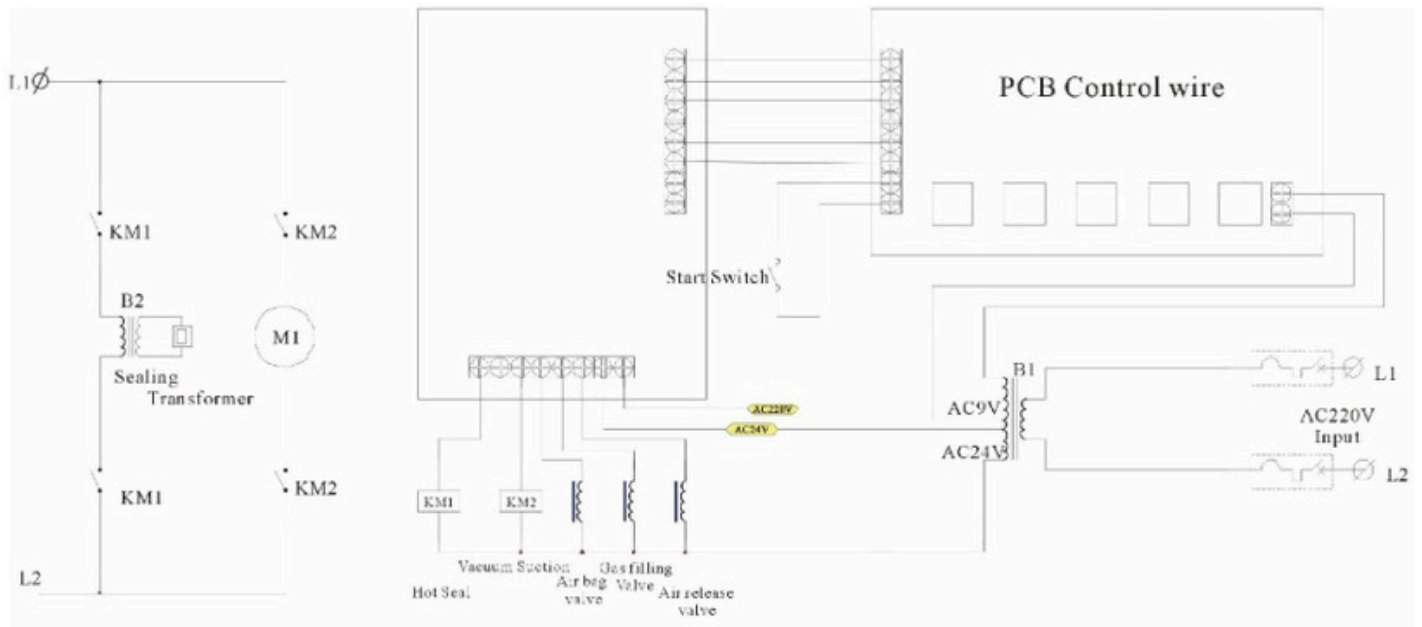 L1
KM1
KM2
B2
M1
Sealing
Transformer
KM1
KM2
L2
PCB Control wire
Start Switch
AC220V
AC24V
KM1
KM2
Hot Seal
Vacuum Suction
Air bag
valve
Gas filling
Valve
Air release
valve
B1
AC9V
AC24V
L1
AC220V
Input
L2